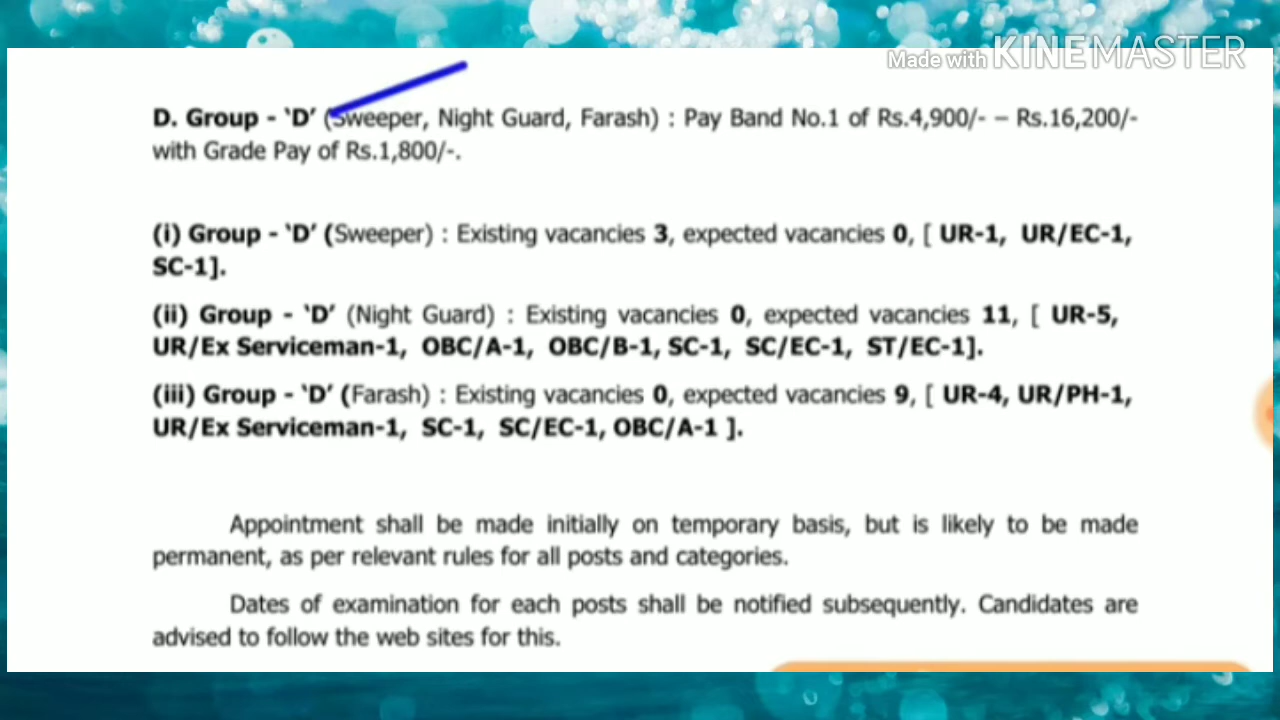 Made with KINEMASTER
D. Group - ‘D’ (Sweeper, Night Guard, Farash) : Pay Band No.1 of Rs.4,900/- – Rs.16,200/-
with Grade Pay of Rs.1,800/-.
(i) Group - ‘D’ (Sweeper) : Existing vacancies 3, expected vacancies 0, [ UR-1, UR/EC-1,
SC-1].
(ii) Group - ‘D’ (Night Guard) : Existing vacancies 0, expected vacancies 11, [ UR-5,
UR/Ex Serviceman-1, OBC/A-1, OBC/B-1, SC-1, SC/EC-1, ST/EC-1].
(iii) Group - ‘D’ (Farash) : Existing vacancies 0, expected vacancies 9, [ UR-4, UR/PH-1,
UR/Ex Serviceman-1, SC-1, SC/EC-1, OBC/A-1 ].
Appointment shall be made initially on temporary basis, but is likely to be made
permanent, as per relevant rules for all posts and categories.
Dates of examination for each posts shall be notified subsequently. Candidates are
advised to follow the web sites for this.